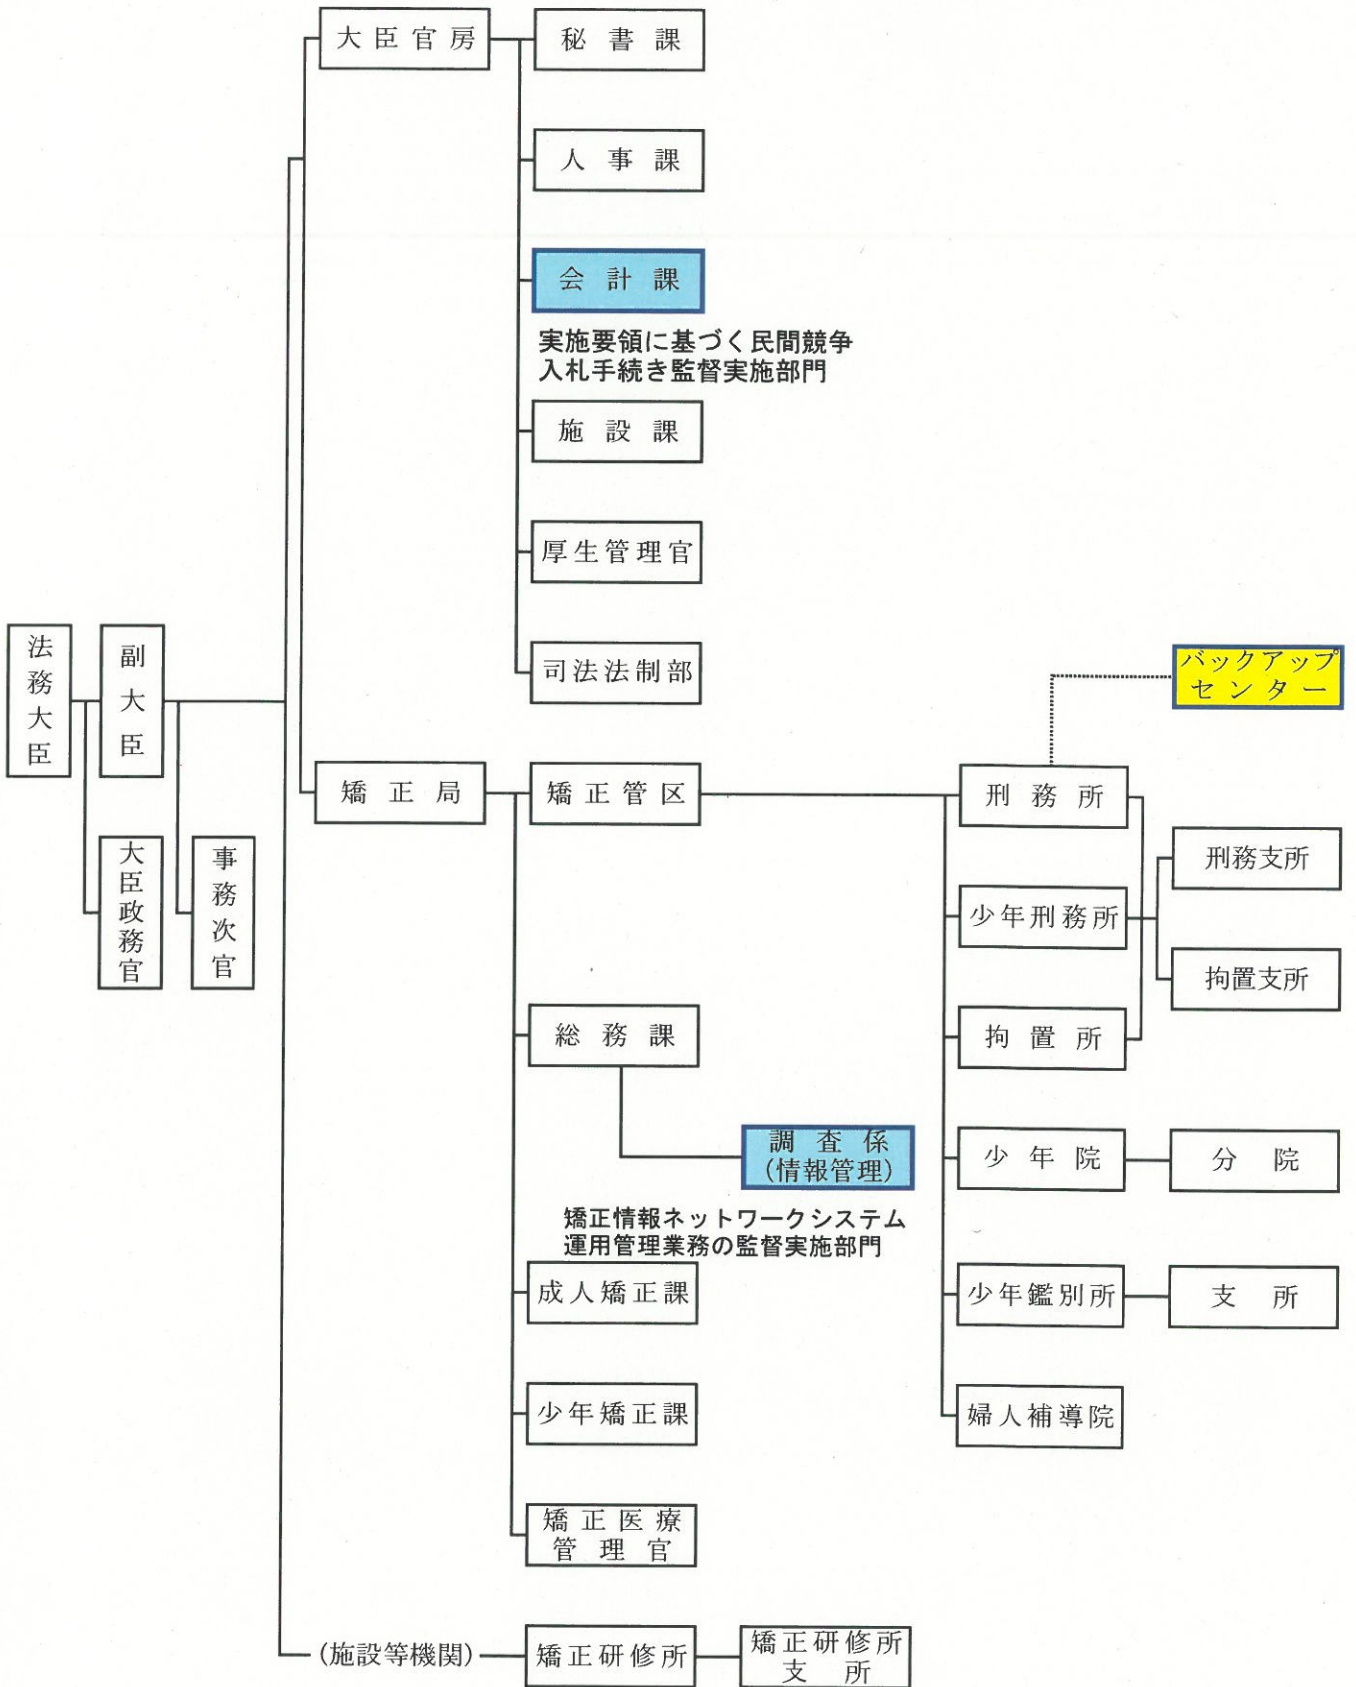 大臣官房
秘書課
人事課
会計課
実施要領に基づく民間競争
入札手続き監督実施部門
施設課
厚生管理官
司法法制部
法務大臣
副大臣
大臣政務官
事務次官
矯正局
矯正管区
総務課
調査係
(情報管理)
矯正情報ネットワークシステム
運用管理業務の監督実施部門
成人矯正課
少年矯正課
矯正医療
管理官
バックアップ
センター
刑務所
少年刑務所
拘置所
刑務支所
拘置支所
少年院
分院
少年鑑別所
支所
婦人補導院
(施設等機関)
矯正研修所
矯正研修所
支所